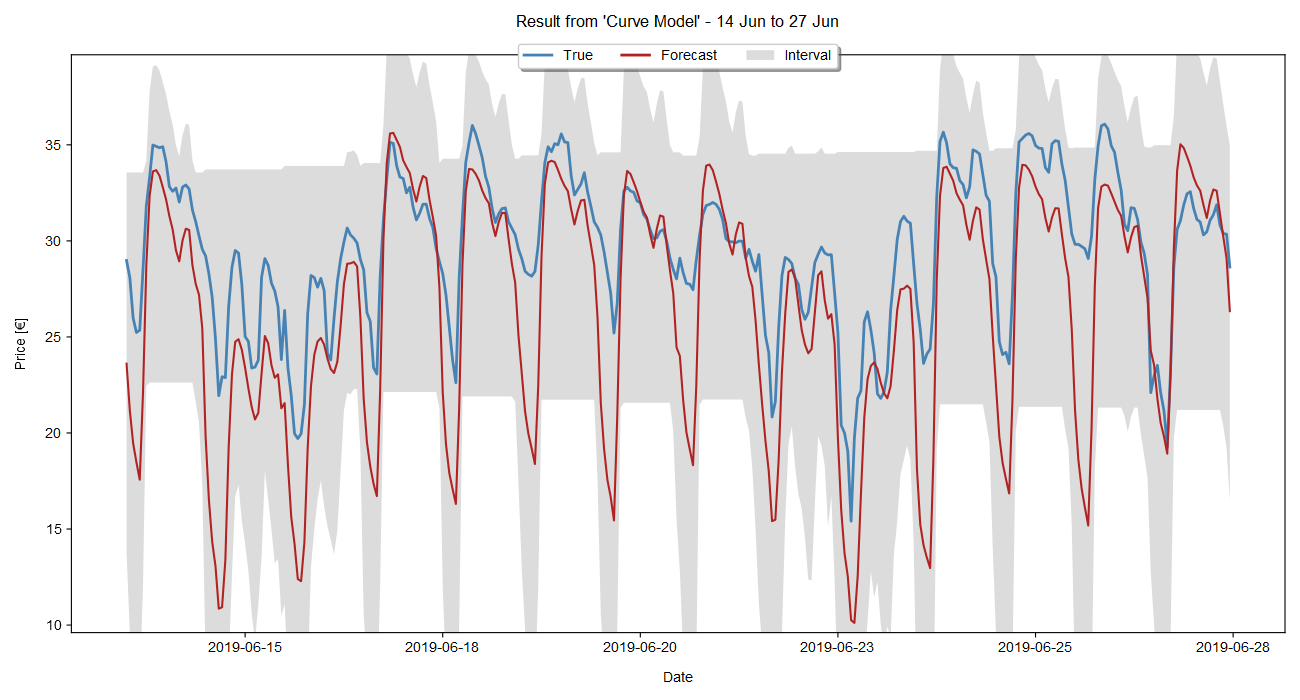 Result from 'Curve Model' - 14 Jun to 27 Jun
True Forecast Interval
Price [€]
35
30
25
20
15
10
2019-06-15 2019-06-18 2019-06-20 2019-06-23 2019-06-25 2019-06-28
Date